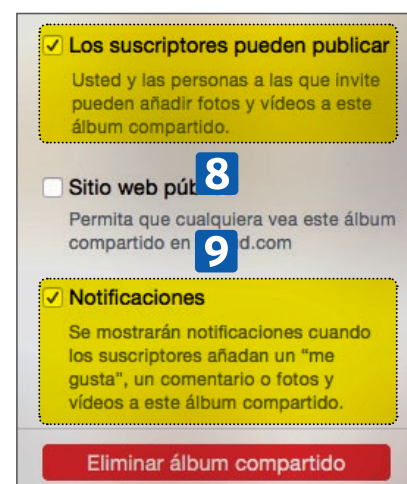 Los suscriptores pueden publicar
Usted y las personas a las que invite
pueden añadir fotos y vídeos a este
álbum compartido.
8
Sitio web
Permita que cualquiera vea este álbum
compartido en
9
Notificaciones
Se mostrarán notificaciones cuando
los suscriptores añadan un “me
gusta”, un comentario o fotos y
vídeos a este álbum compartido.
Eliminar álbum compartido